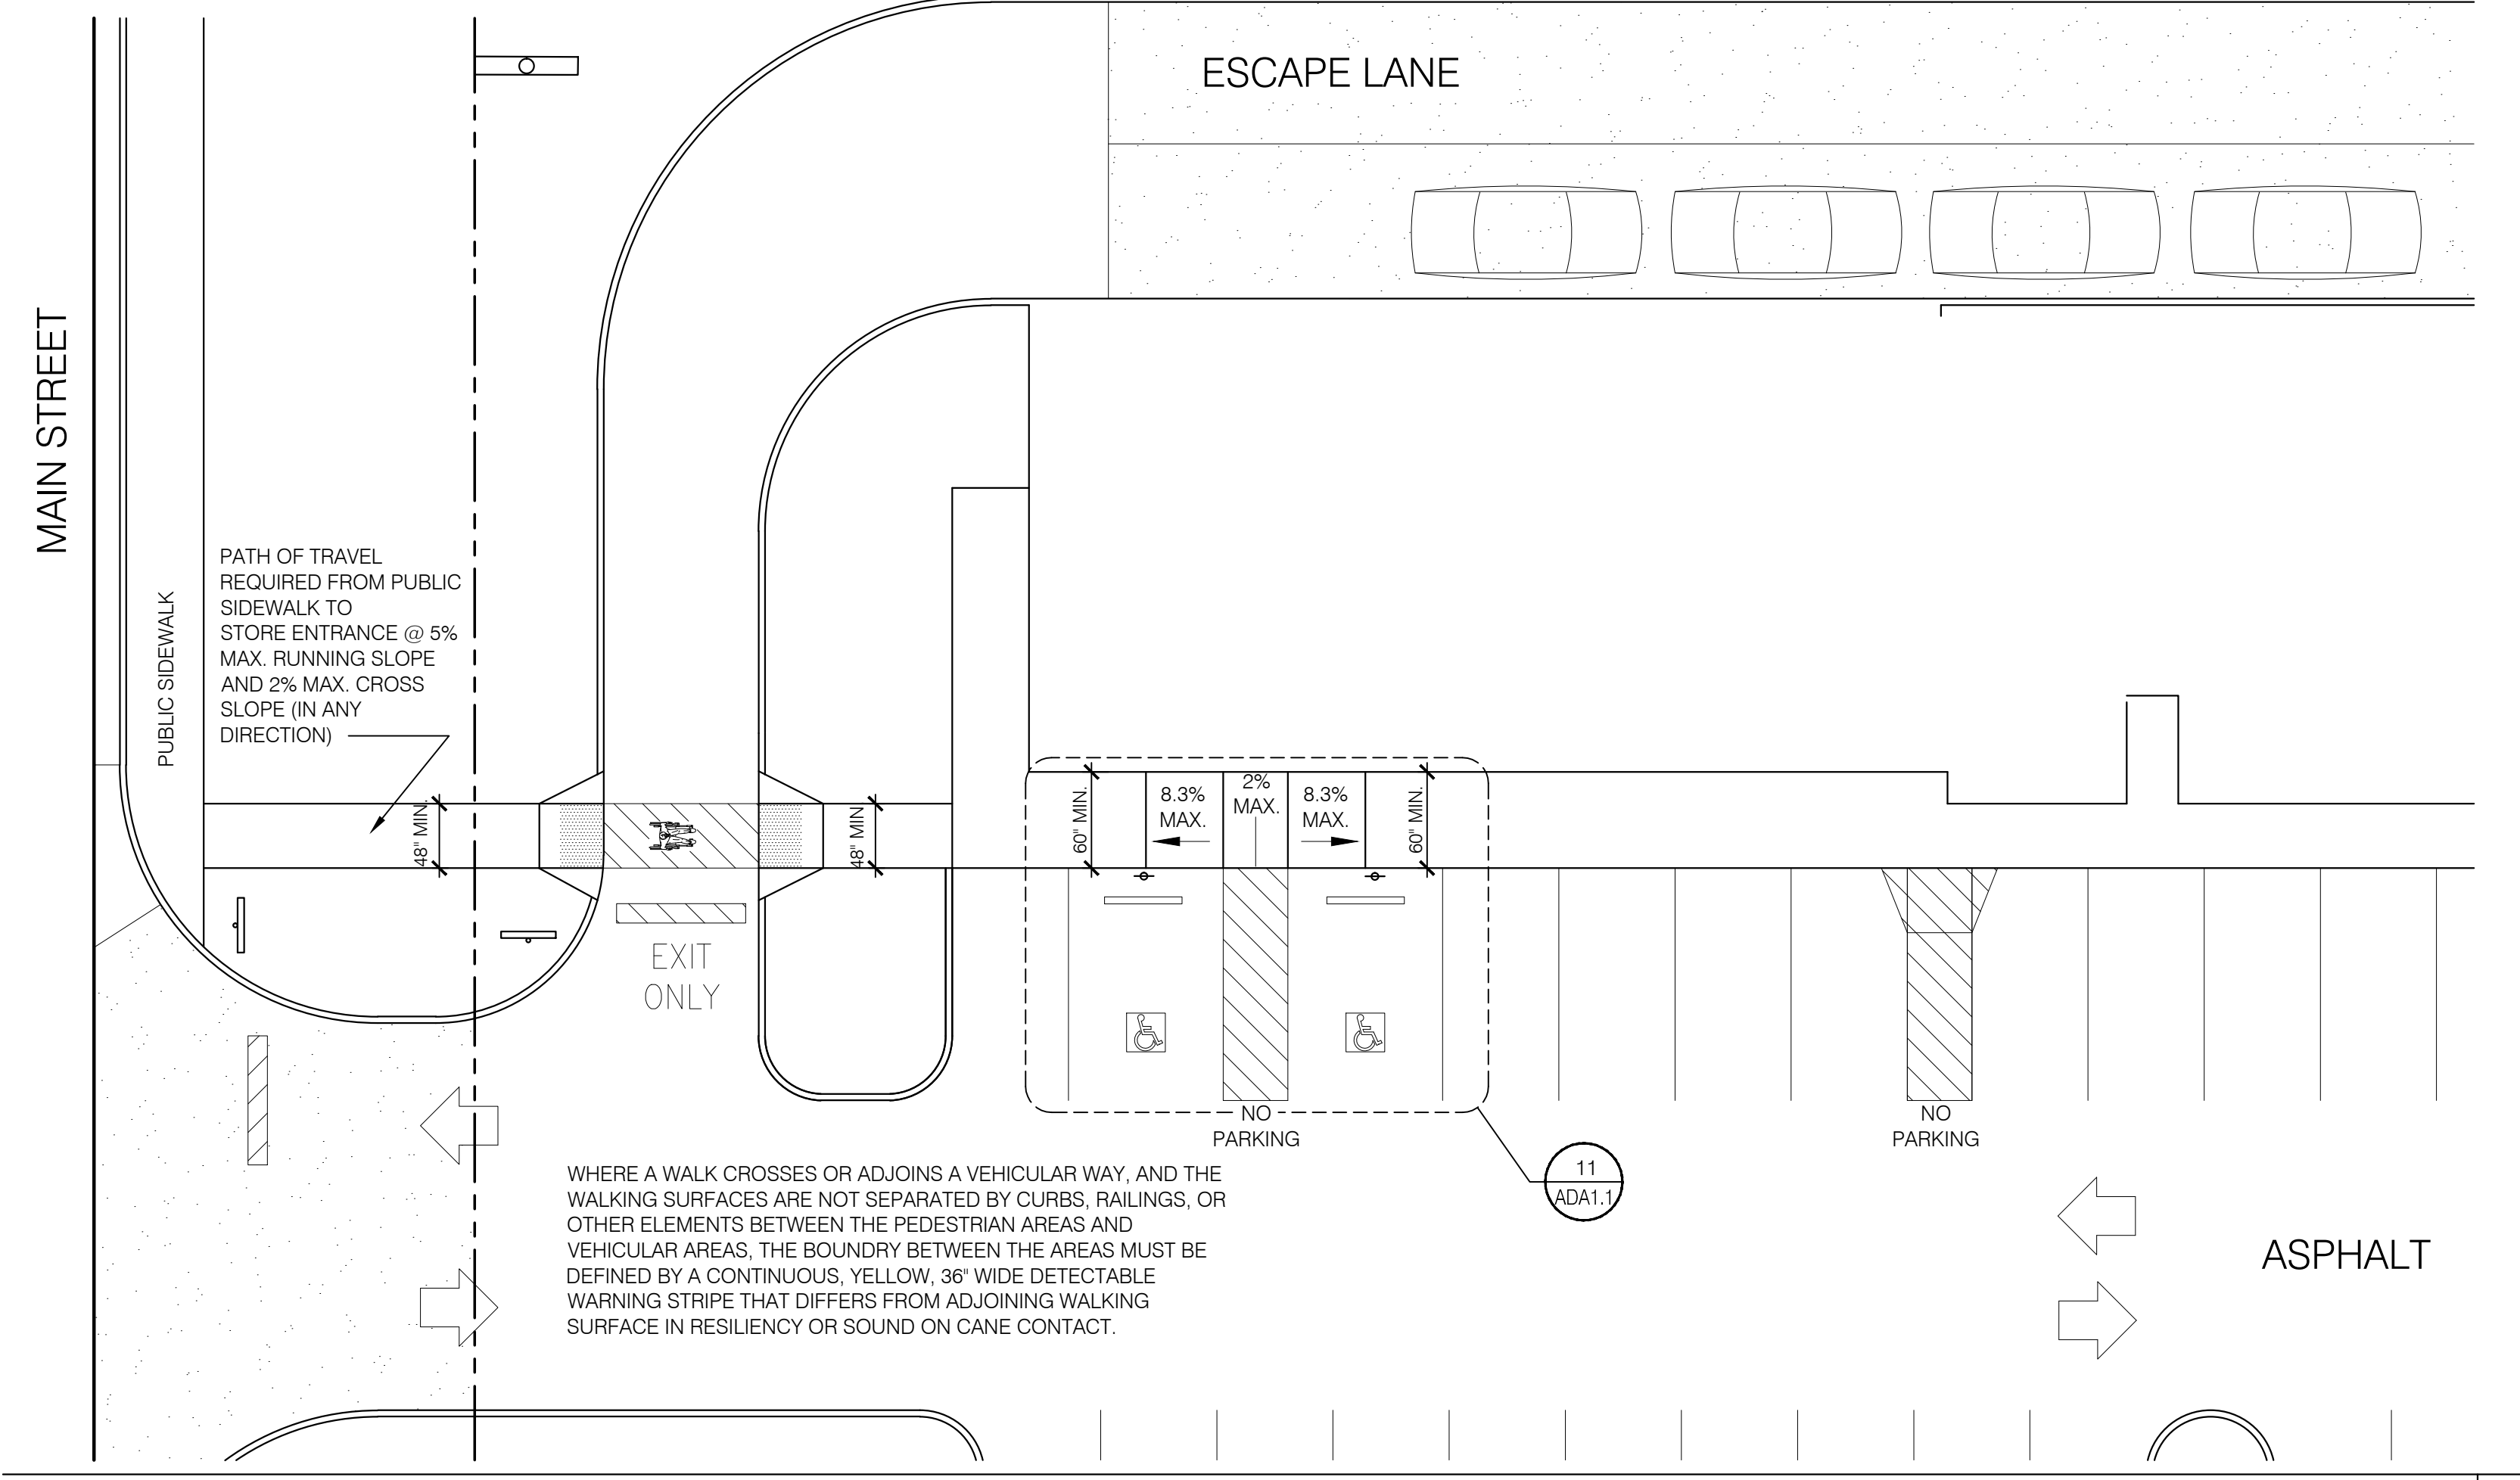 ESCAPE LANE
MAIN STREET
PUBLIC SIDEWALK
PATH OF TRAVEL
REQUIRED FROM PUBLIC
SIDEWALK TO
STORE ENTRANCE @ 5%
MAX. RUNNING SLOPE
AND 2% MAX. CROSS
SLOPE (IN ANY
DIRECTION)
48" MIN.
48" MIN
60" MIN.
8.3%
MAX.
2%
MAX.
8.3%
MAX.
60" MIN.
EXIT
ONLY
NO
PARKING
NO
PARKING
11
ADA1.1
WHERE A WALK CROSSES OR ADJOINS A VEHICULAR WAY, AND THE
WALKING SURFACES ARE NOT SEPARATED BY CURBS, RAILINGS, OR
OTHER ELEMENTS BETWEEN THE PEDESTRIAN AREAS AND
VEHICULAR AREAS, THE BOUNDRY BETWEEN THE AREAS MUST BE
DEFINED BY A CONTINUOUS, YELLOW, 36" WIDE DETECTABLE
WARNING STRIPE THAT DIFFERS FROM ADJOINING WALKING
SURFACE IN RESILIENCY OR SOUND ON CANE CONTACT.
ASPHALT